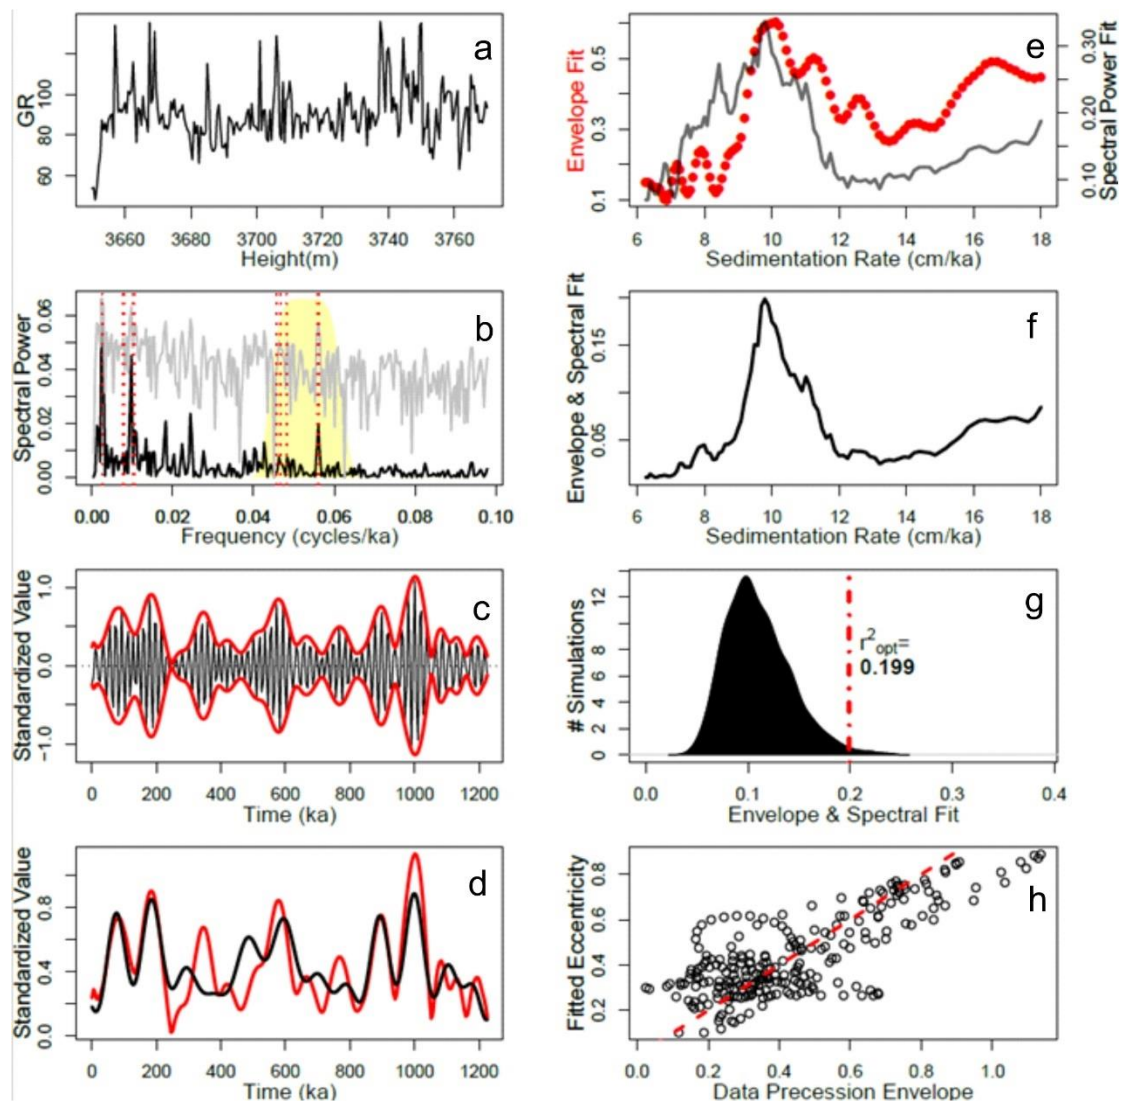 a
GR
60 80 100
3660 3680 3700 3720 3740 3760
Height(m)
e
Envelope Fit
0.1 0.3 0.5
Spectral Power Fit
0.10 0.20 0.30
6 8 10 12 14 16 18
Sedimentation Rate (cm/ka)
b
Spectral Power
0.00 0.02 0.04 0.06
0.00 0.02 0.04 0.06 0.08 0.10
Frequency (cycles/ka)
f
Envelope & Spectral Fit
0.05 0.15
6 8 10 12 14 16 18
Sedimentation Rate (cm/ka)
c
Standardized Value
-1.0 0.0 1.0
0 200 400 600 800 1000 1200
Time (ka)
g
# Simulations
0 2 4 6 8 12
r²opt=
0.199
0.0 0.1 0.2 0.3 0.4
Envelope & Spectral Fit
d
Standardized Value
0.0 0.4 0.8
0 200 400 600 800 1000 1200
Time (ka)
h
Fitted Eccentricity
0.2 0.4 0.6 0.8
0.0 0.2 0.4 0.6 0.8 1.0
Data Precession Envelope